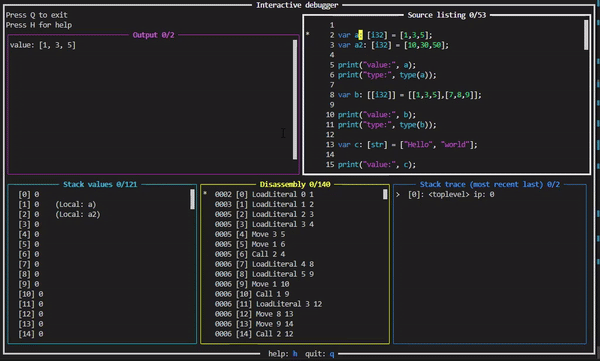 Interactive debugger
Press Q to exit
Press H for help
Output 0/2
value: [1, 3, 5]
Source listing 0/53
1
* 2 var a: [i32] = [1,3,5];
3 var a2: [i32] = [10,30,50];
4
5 print("value:", a);
6 print("type:", type(a));
7
8 var b: [[i32]] = [[1,3,5],[7,8,9]];
9
10 print("value:", b);
11 print("type:", type(b));
12
13 var c: [str] = ["Hello", "world"];
14
15 print("value:", c);
Stack values 0/121
[0] 0
[1] 0 (Local: a)
[2] 0 (Local: a2)
[3] 0
[4] 0
[5] 0
[6] 0
[7] 0
[8] 0
[9] 0
[10] 0
[11] 0
[12] 0
[13] 0
[14] 0
Disassembly 0/140
* 0002 [0] LoadLiteral 0 1
0003 [1] LoadLiteral 1 2
0005 [2] LoadLiteral 2 3
0005 [3] LoadLiteral 3 4
0005 [4] Move 3 5
0005 [5] Move 1 6
0005 [6] Call 2 4
0006 [7] LoadLiteral 4 8
0006 [8] LoadLiteral 5 9
0006 [9] Move 1 10
0006 [10] Call 1 9
0006 [11] LoadLiteral 3 12
0006 [12] Move 8 13
0006 [13] Move 9 14
0006 [14] Call 2 12
Stack trace (most recent last) 0/2
> [0]: <toplevel> ip: 0
help: h quit: q